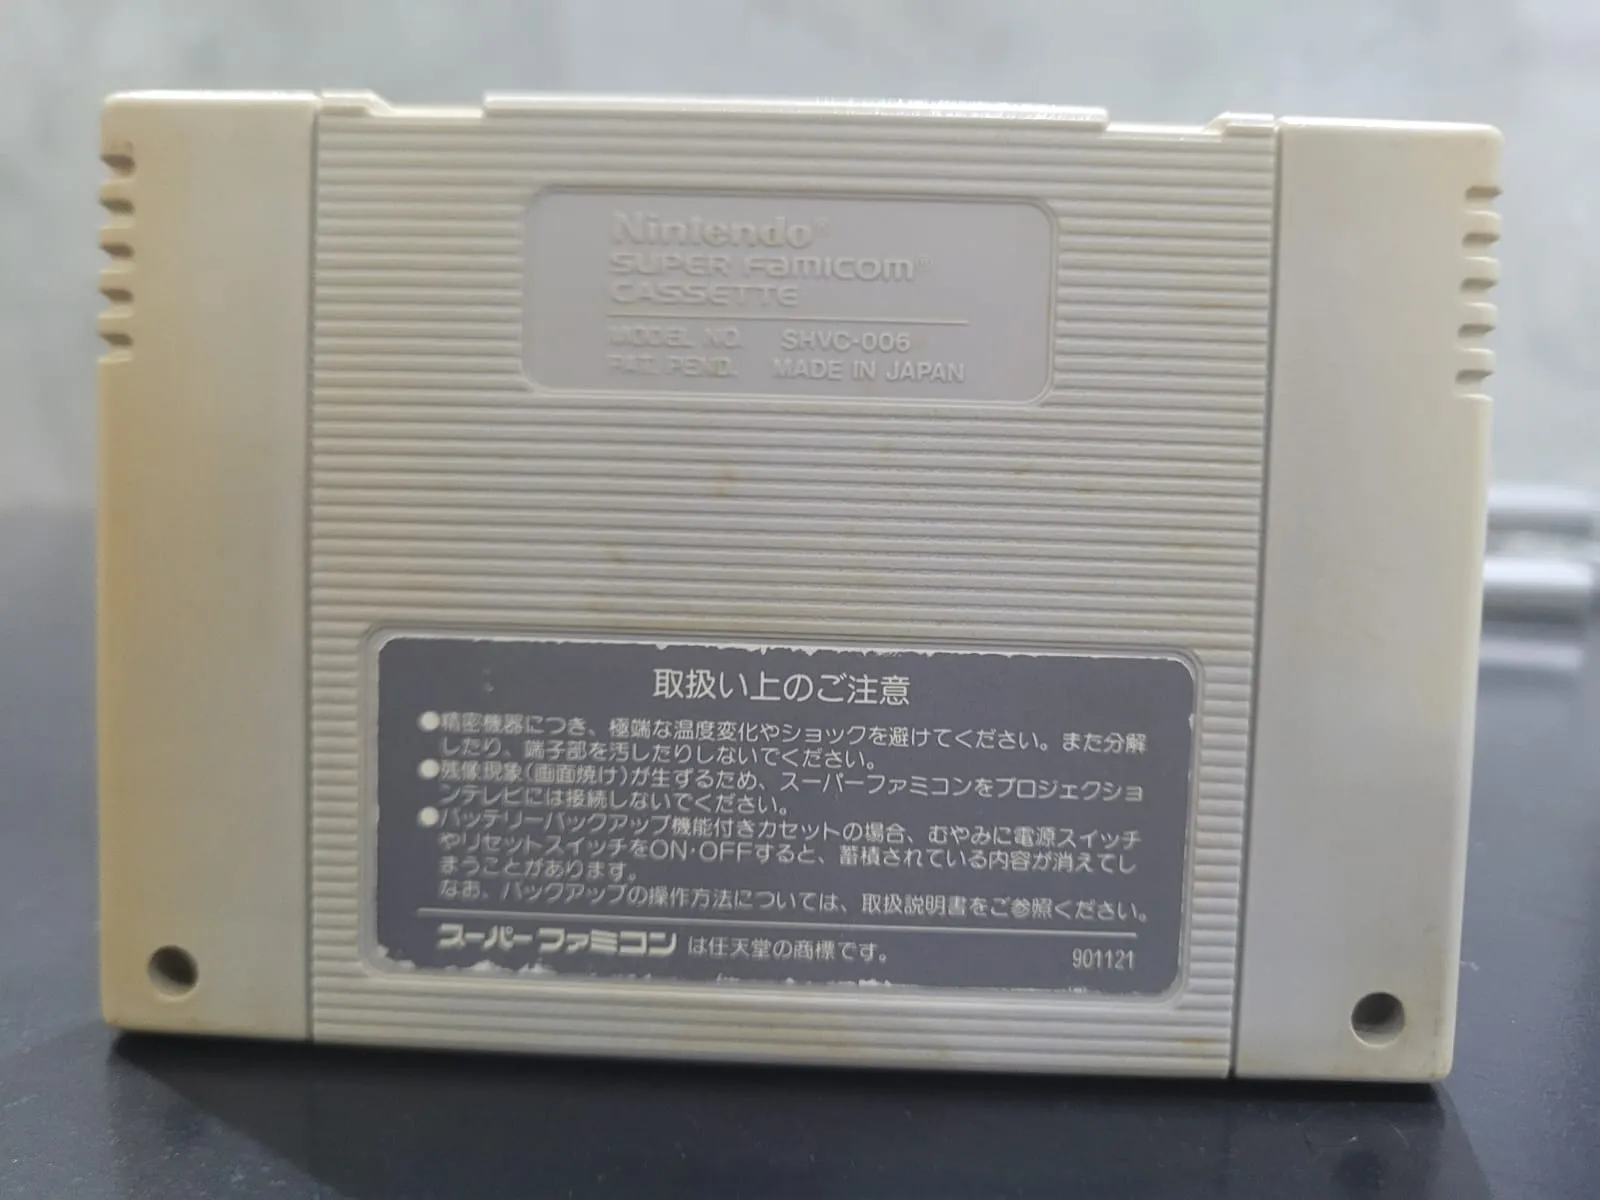 Nintendo®
SUPER Famicom®
CASSETTE
MODEL NO. SHVC-006
PAT. PEND. MADE IN JAPAN
取扱い上のご注意
●精密機器につき、極端な温度変化やショックを避けてください。また分解
したり、端子部を汚したりしないでください。
●残像現象(画面焼け)が生ずるため、スーパーファミコンをプロジェクショ
ンテレビには接続しないでください。
●バッテリーバックアップ機能付きカセットの場合、むやみに電源スイッチ
やリセットスイッチをON・OFFすると、蓄積されている内容が消えてし
まうことがあります。
なお、バックアップの操作方法については、取扱説明書をご参照ください。
スーパーファミコン は任天堂の商標です。 901121